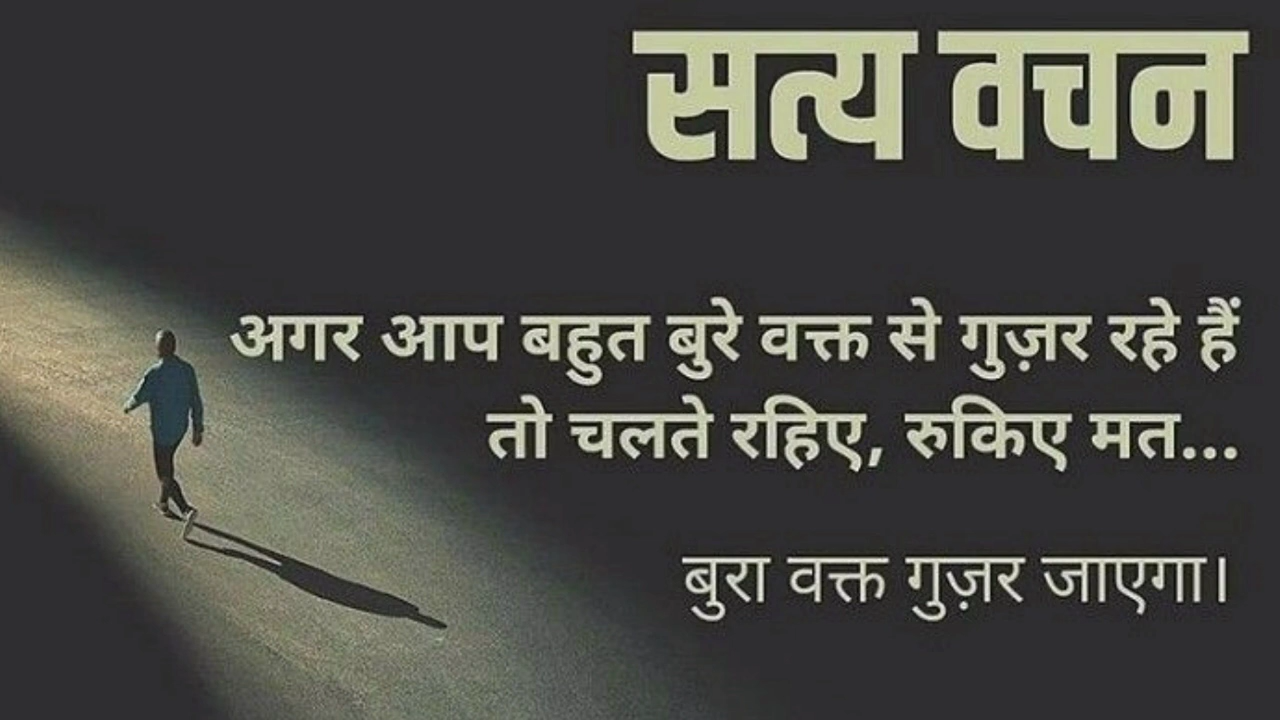 सत्य वचन
अगर आप बहुत बुरे वक्त से गुज़र रहे हैं
तो चलते रहिए, रुकिए मत...
बुरा वक्त गुज़र जाएगा।